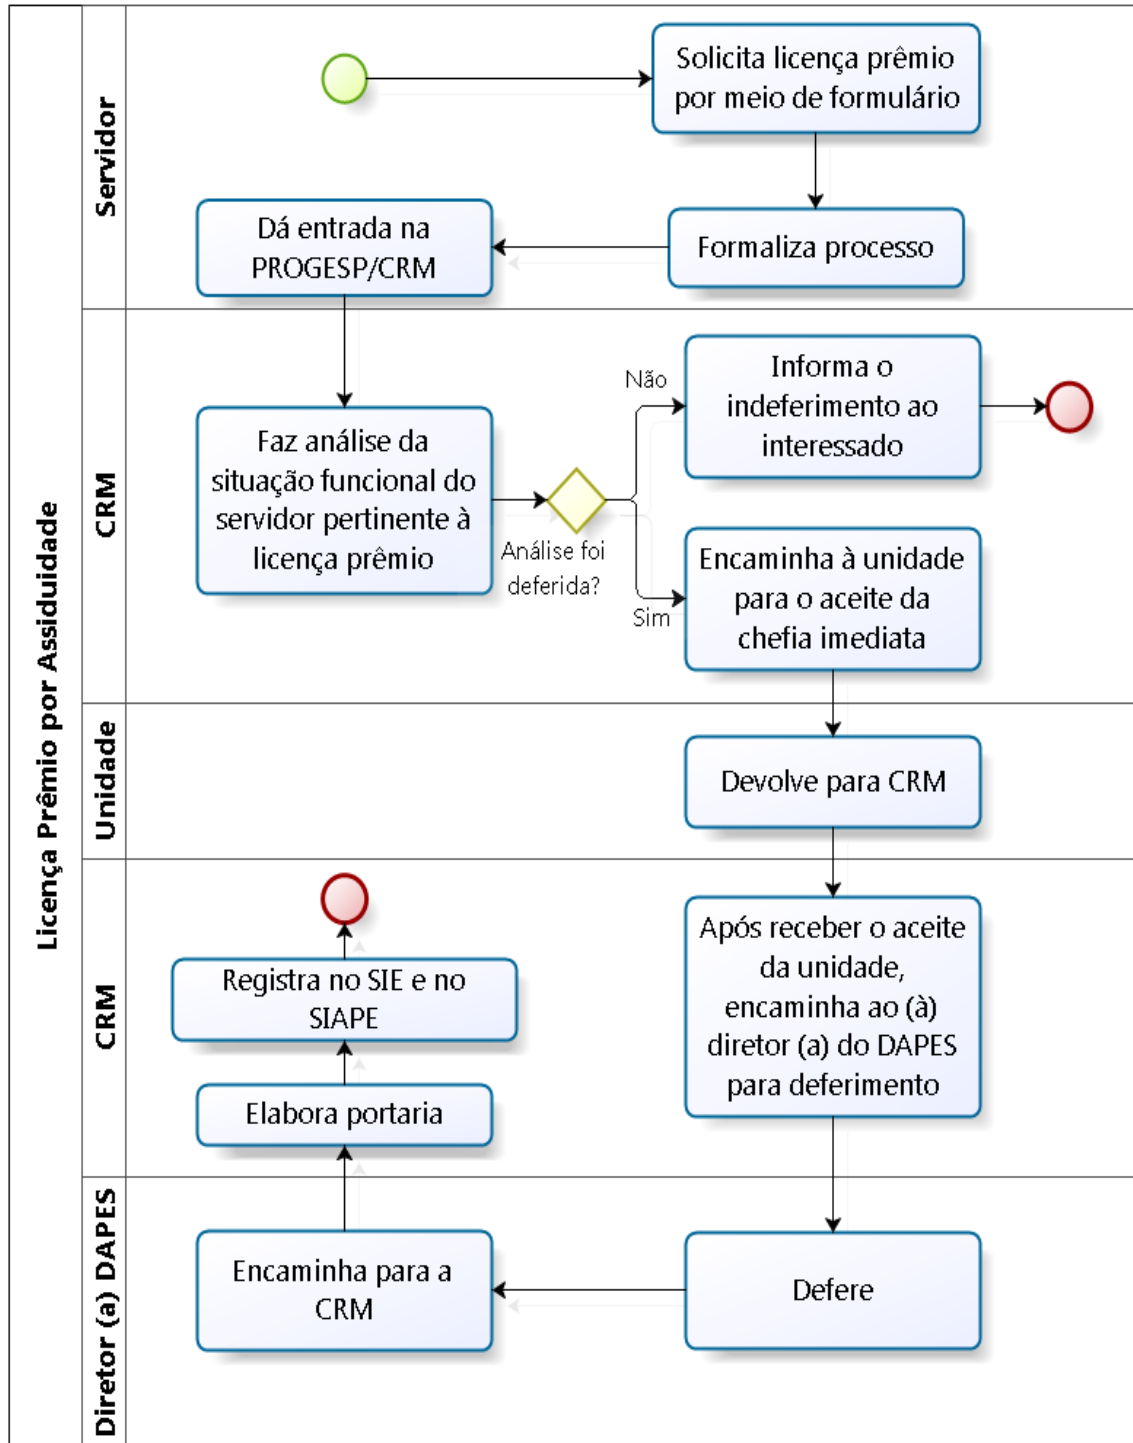 Licença Prêmio por Assiduidade
Servidor
Solicita licença prêmio
por meio de formulário
Formaliza processo
Dá entrada na
PROGESP/CRM
CRM
Faz análise da
situação funcional do
servidor pertinente à
licença prêmio
Análise foi
deferida?
Não
Informa o
indeferimento ao
interessado
Sim
Encaminha à unidade
para o aceite da
chefia imediata
Unidade
Devolve para CRM
CRM
Após receber o aceite
da unidade,
encaminha ao (à)
diretor (a) do DAPES
para deferimento
Registra no SIE e no
SIAPE
Elabora portaria
Diretor (a) DAPES
Encaminha para a
CRM
Defere